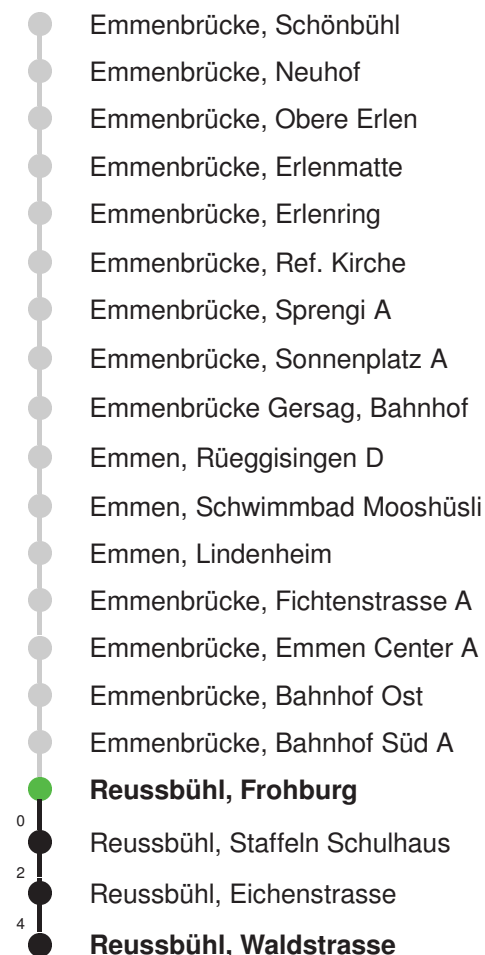 Emmenbrücke, Schönbühl
Emmenbrücke, Neuhof
Emmenbrücke, Obere Erlen
Emmenbrücke, Erlenmatte
Emmenbrücke, Erlenring
Emmenbrücke, Ref. Kirche
Emmenbrücke, Sprengi A
Emmenbrücke, Sonnenplatz A
Emmenbrücke Gersag, Bahnhof
Emmen, Rüeggisingen D
Emmen, Schwimmbad Mooshüsli
Emmen, Lindenheim
Emmenbrücke, Fichtenstrasse A
Emmenbrücke, Emmen Center A
Emmenbrücke, Bahnhof Ost
Emmenbrücke, Bahnhof Süd A
Reussbühl, Frohburg
0
Reussbühl, Staffeln Schulhaus
2
Reussbühl, Eichenstrasse
4
Reussbühl, Waldstrasse